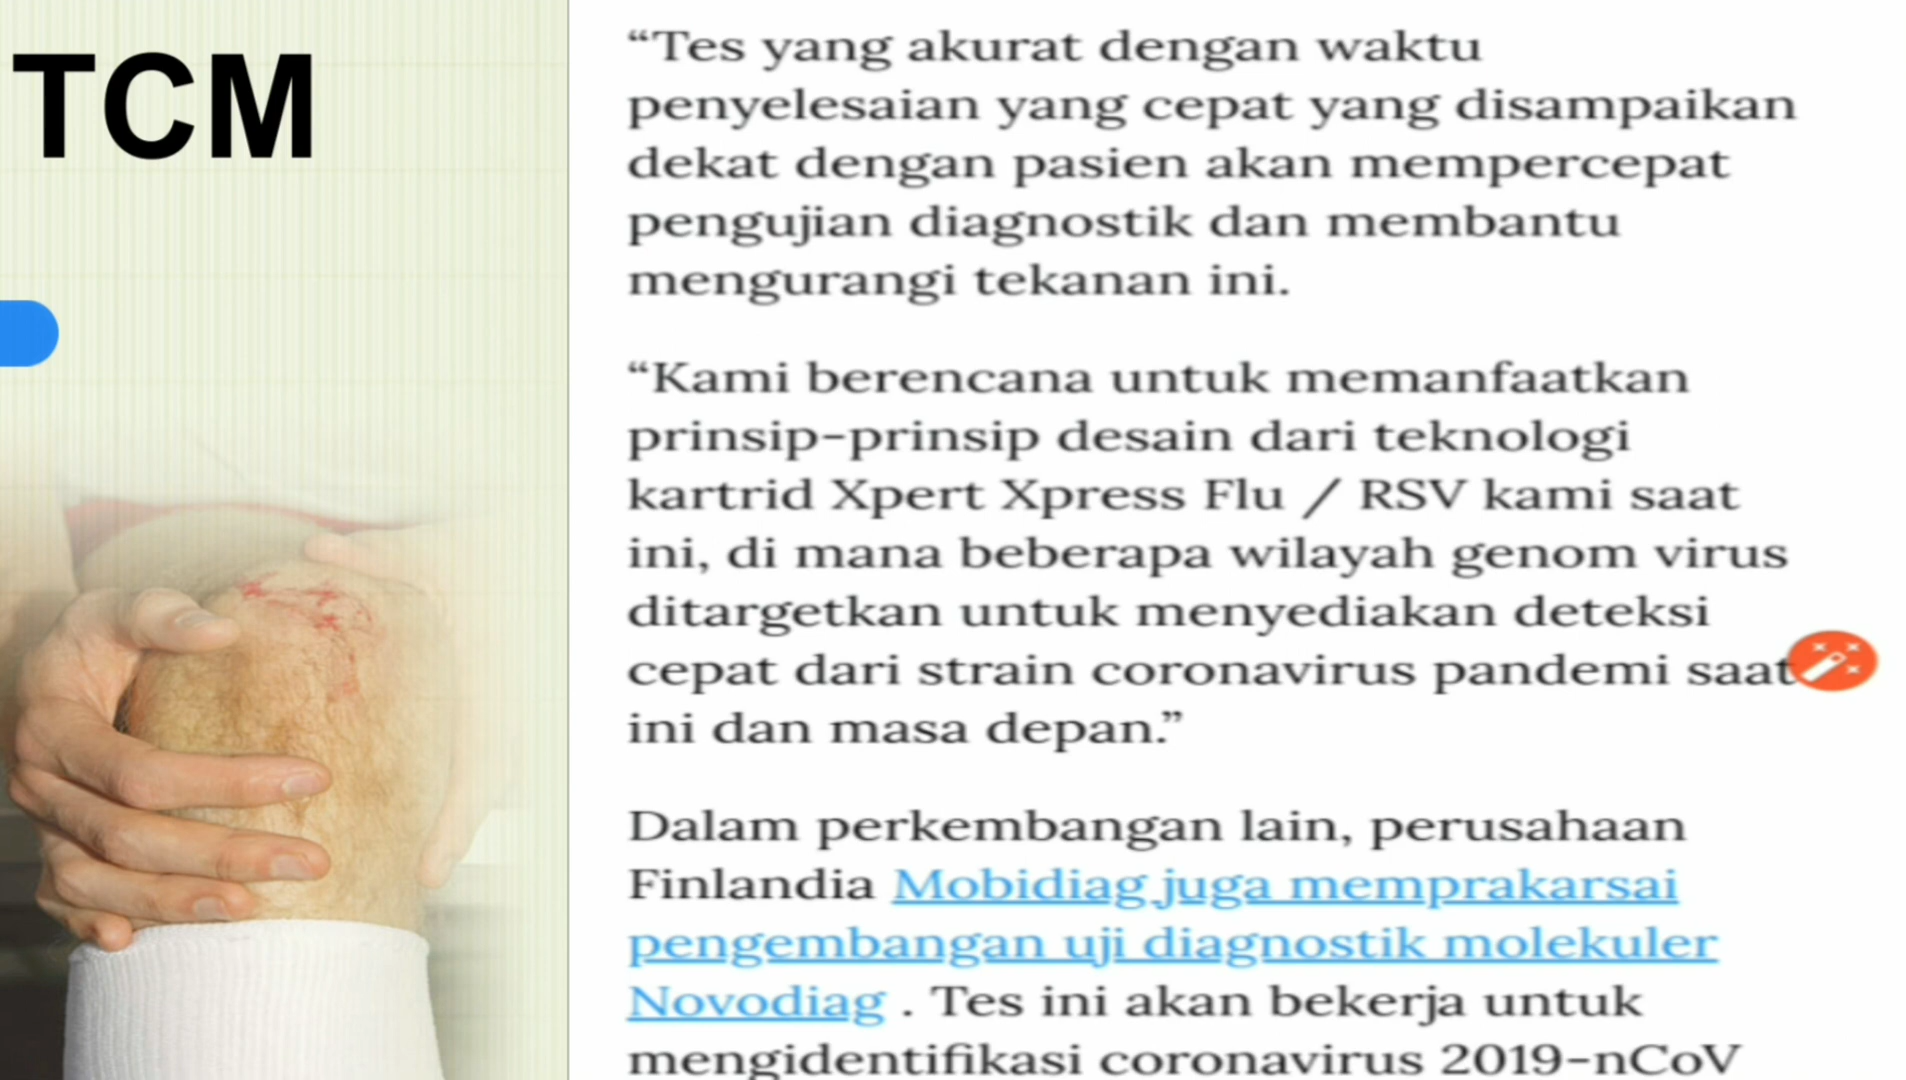 TCM
“Tes yang akurat dengan waktu
penyelesaian yang cepat yang disampaikan
dekat dengan pasien akan mempercepat
pengujian diagnostik dan membantu
mengurangi tekanan ini.
“Kami berencana untuk memanfaatkan
prinsip-prinsip desain dari teknologi
kartrid Xpert Xpress Flu / RSV kami saat
ini, di mana beberapa wilayah genom virus
ditargetkan untuk menyediakan deteksi
cepat dari strain coronavirus pandemi saat
ini dan masa depan.”
Dalam perkembangan lain, perusahaan
Finlandia Mobidiag juga memprakarsai
pengembangan uji diagnostik molekuler
Novodiag . Tes ini akan bekerja untuk
mengidentifikasi coronavirus 2019-nCoV